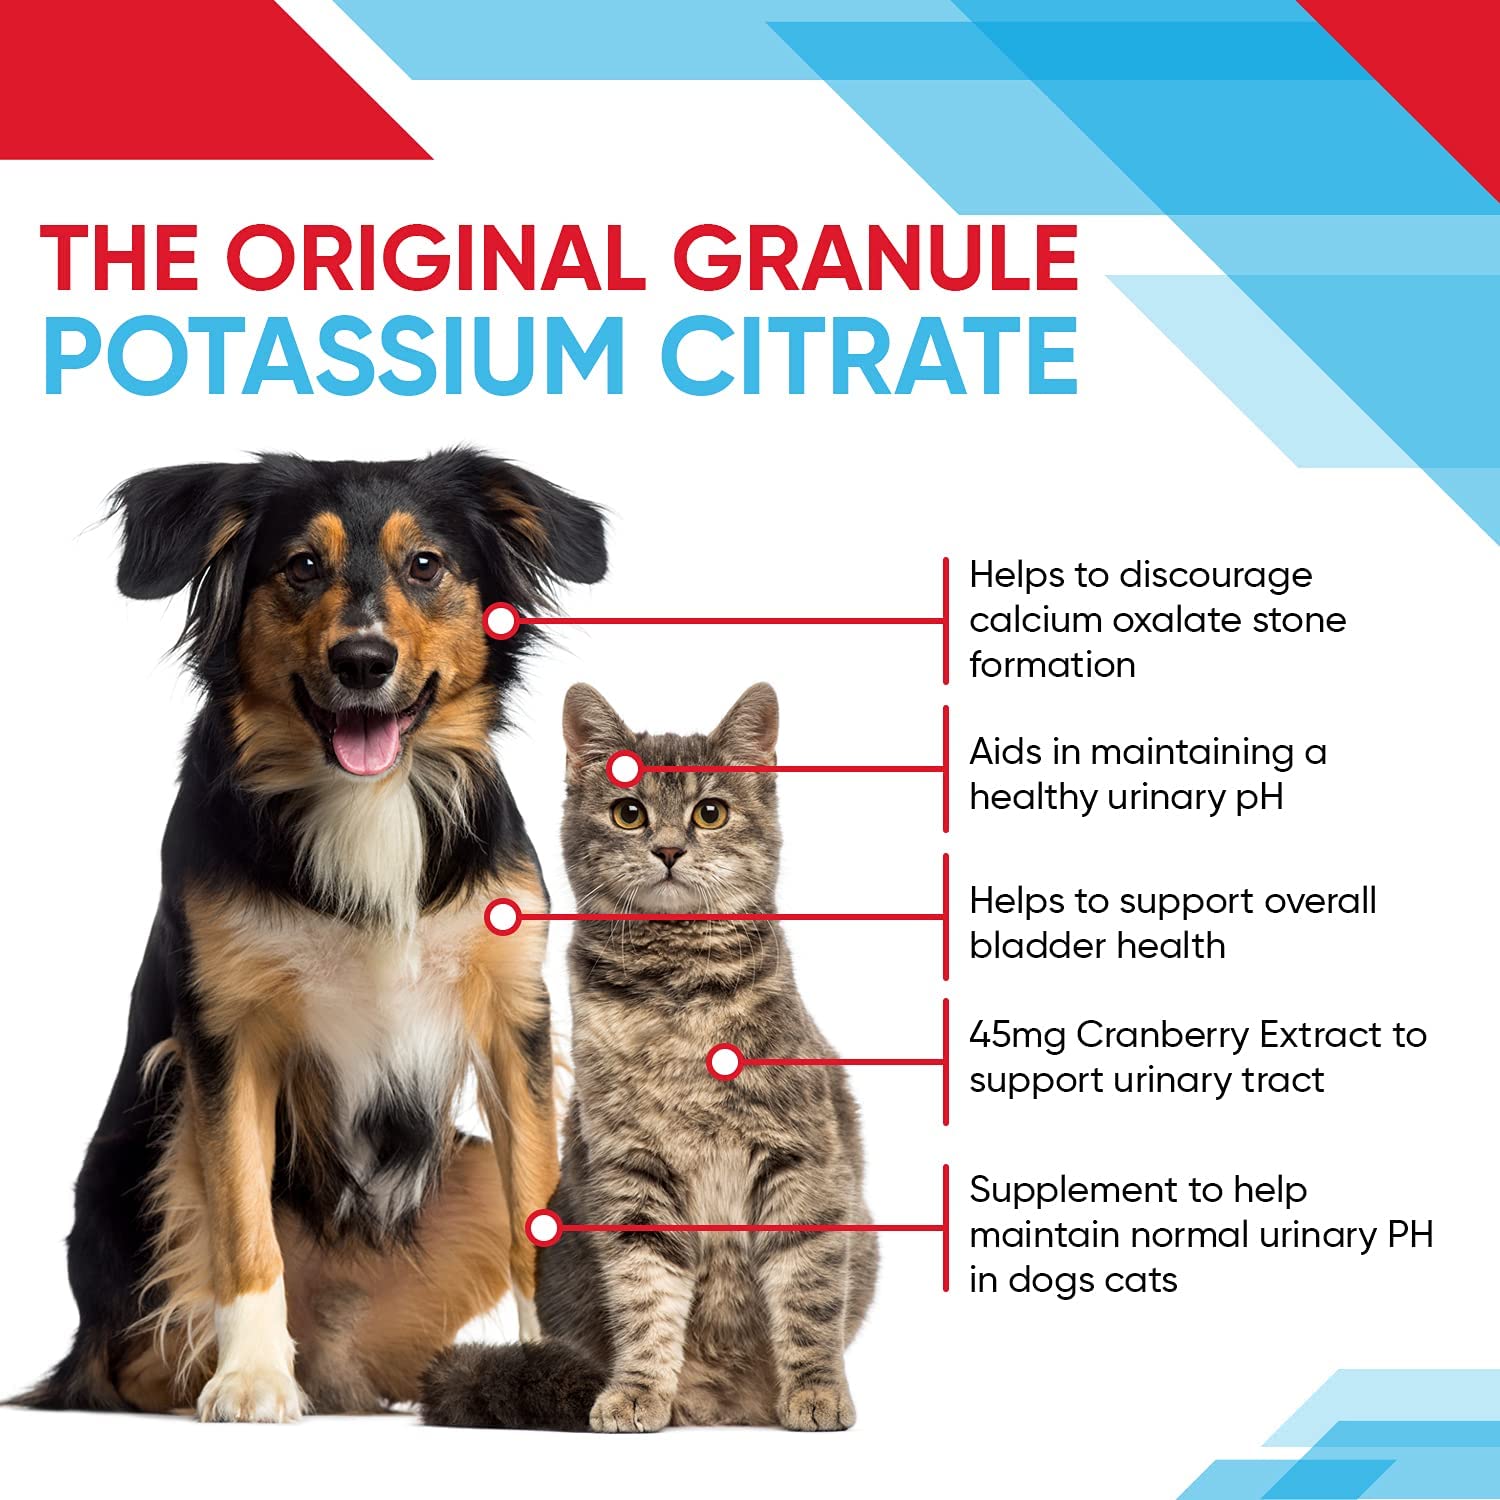 THE ORIGINAL GRANULE
POTASSIUM CITRATE
Helps to discourage
calcium oxalate stone
formation
Aids in maintaining a
healthy urinary pH
Helps to support overall
bladder health
45mg Cranberry Extract to
support urinary tract
Supplement to help
maintain normal urinary PH
in dogs cats